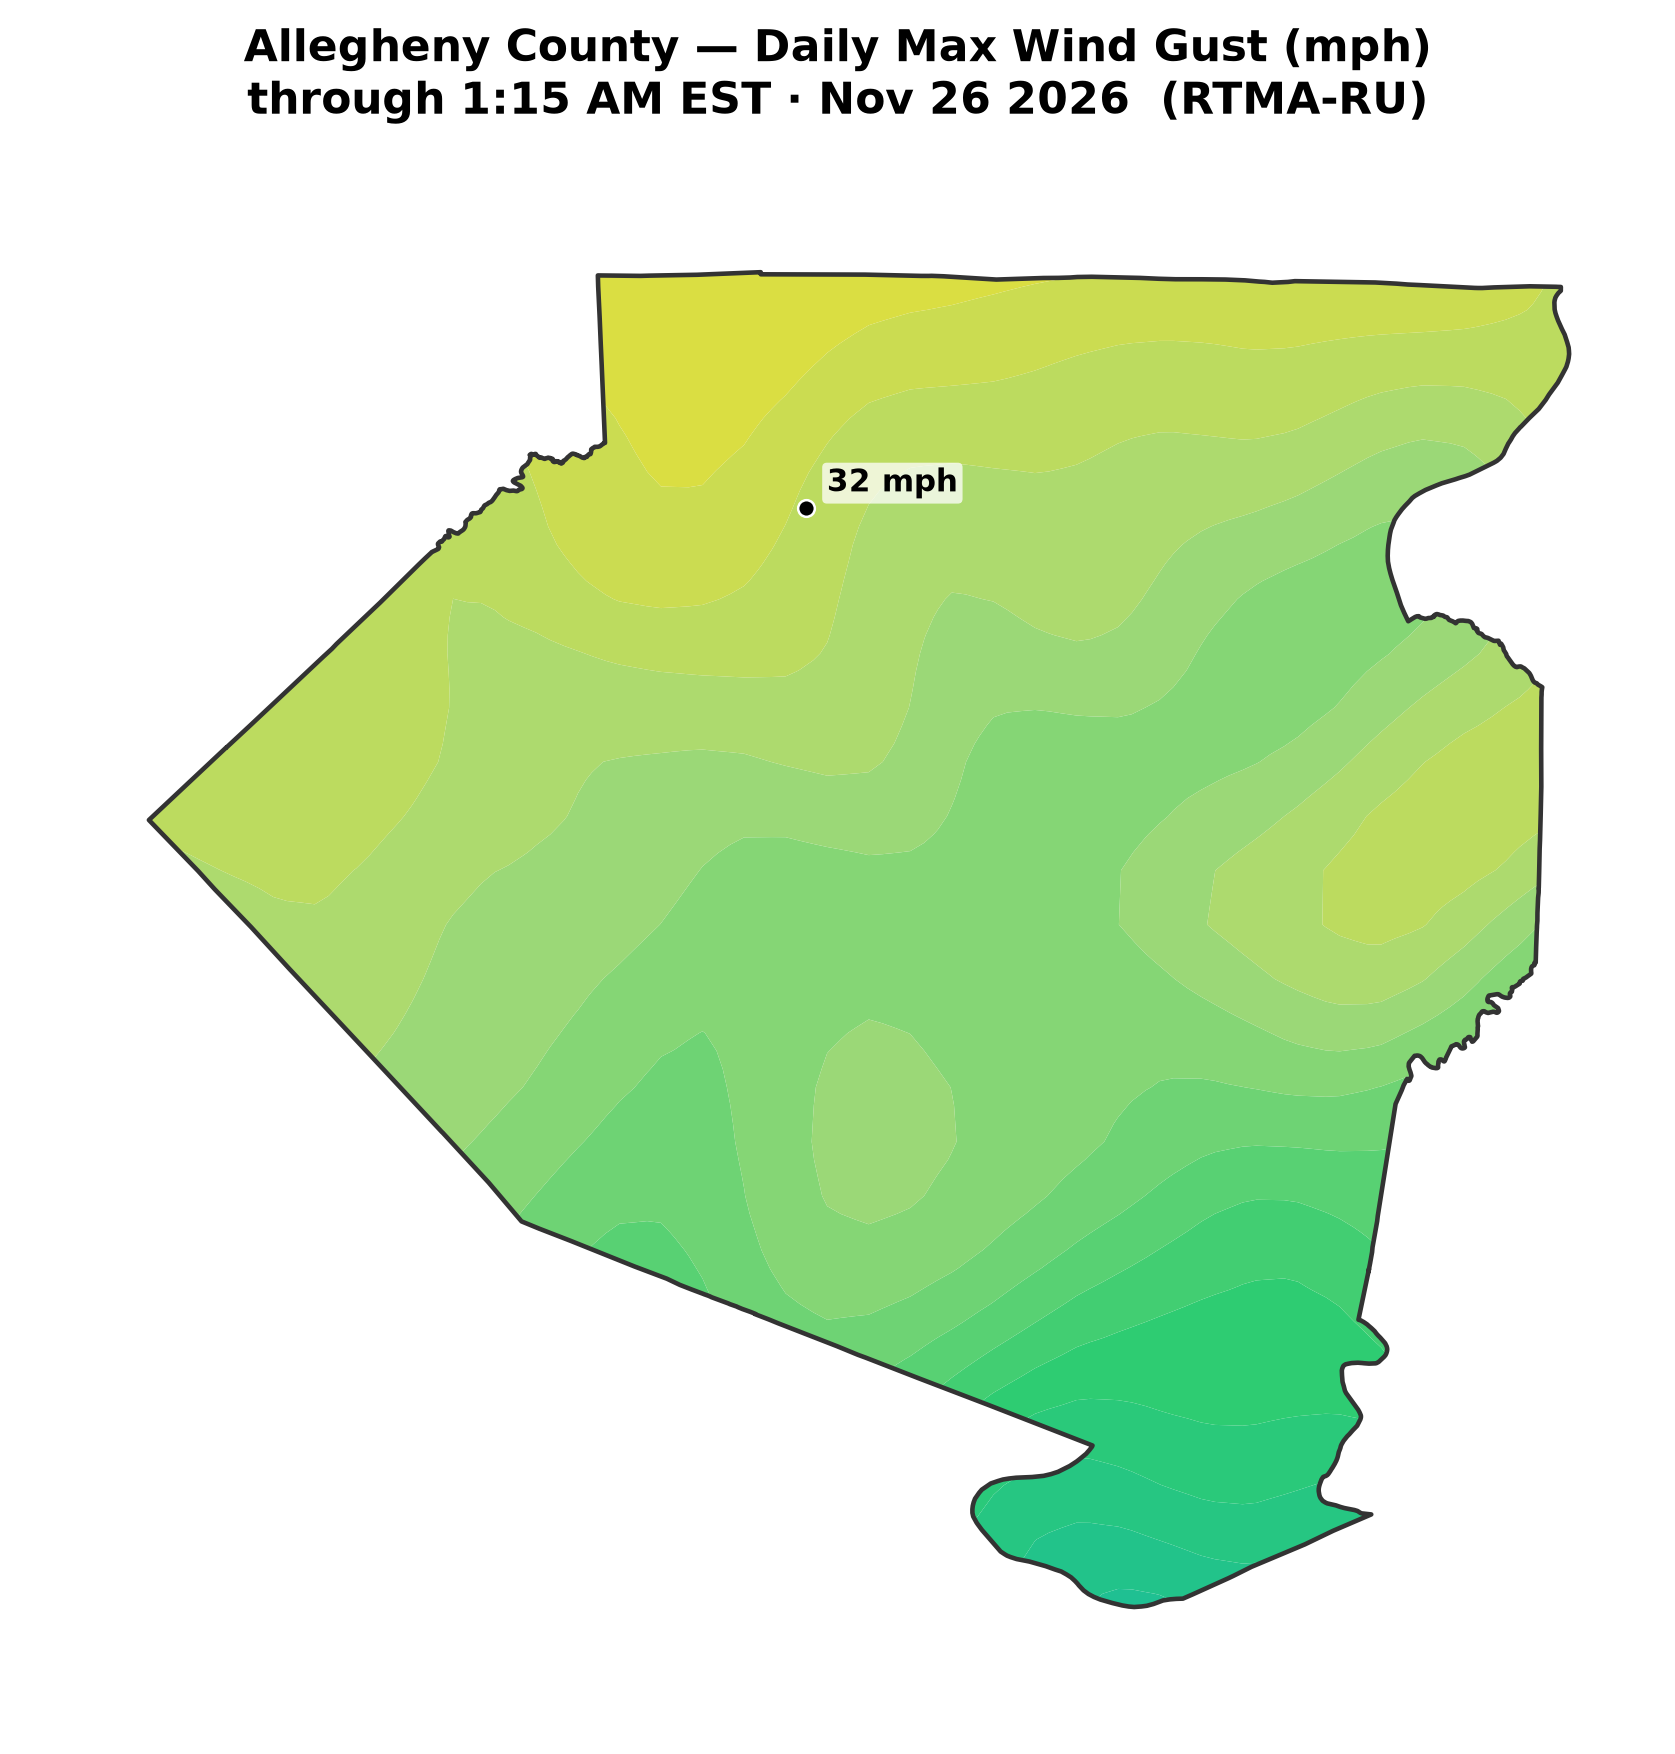 Allegheny County — Daily Max Wind Gust (mph)
through 1:15 AM EST · Nov 26 2026 (RTMA-RU)
32 mph